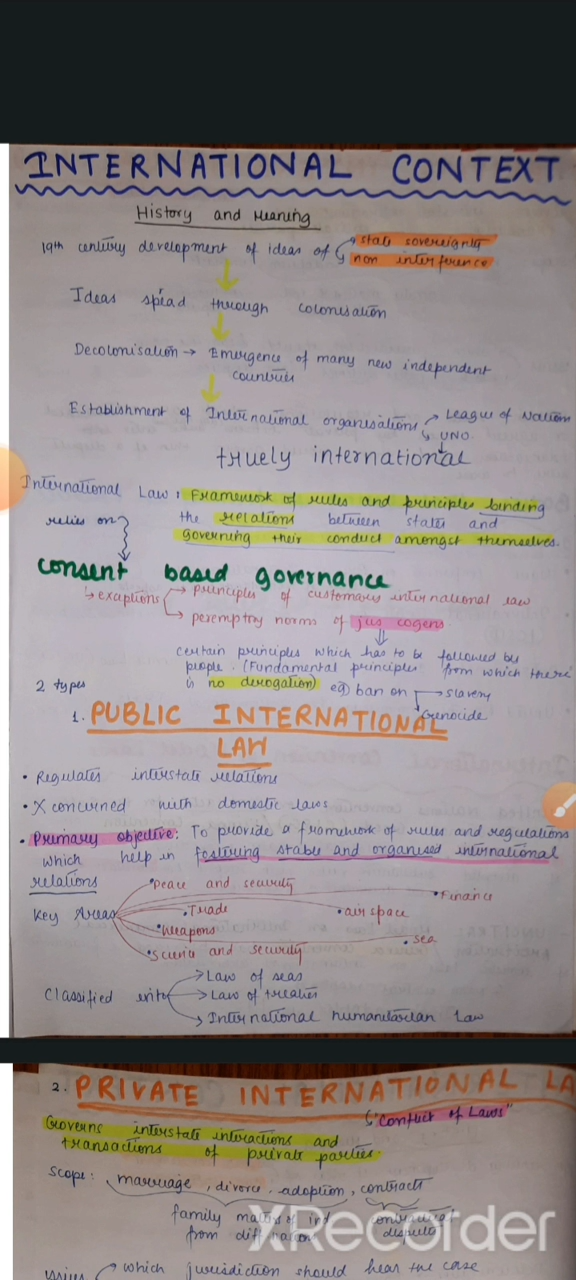 INTERNATIONAL CONTEXT
History and Meaning
19th century development of ideas of state sovereignty
non interference
Ideas spread through colonisation
Decolonisation → Emergence of many new independent
countries
Establishment of International organisations League of Nation
UNO
truely international
International Law: Framework of rules and principles binding
relies on the relations between states and
governing their conduct amongst themselves.
consent based governance
exceptions principles of customary international law
peremptry norms of jus cogens
certain principles which has to be followed by
people. (Fundamental principles from which there
is no derogation) eg) ban on slavery
Genocide
2 types
1. PUBLIC INTERNATIONAL
LAW
• Regulates interstate relations
• X concerned with domestic laws
• Primary objective: To provide a framework of rules and regulations
which help in fostering stable and organised international
relations
• Peace and security
• Finance
Key Areas • Trade • air space
• Weapons
• Science and security • sea
→ Law of seas
Classified into → Law of treaties
→ International humanitarian Law
2. PRIVATE INTERNATIONAL LA
"Conflict of Laws"
Governs interstate interactions and
transactions of private parties
Scope: marriage, divorce, adoption, contracts
family matters of ind contractual
from diff nations disputes
XRecorder
which jurisdiction should hear the case